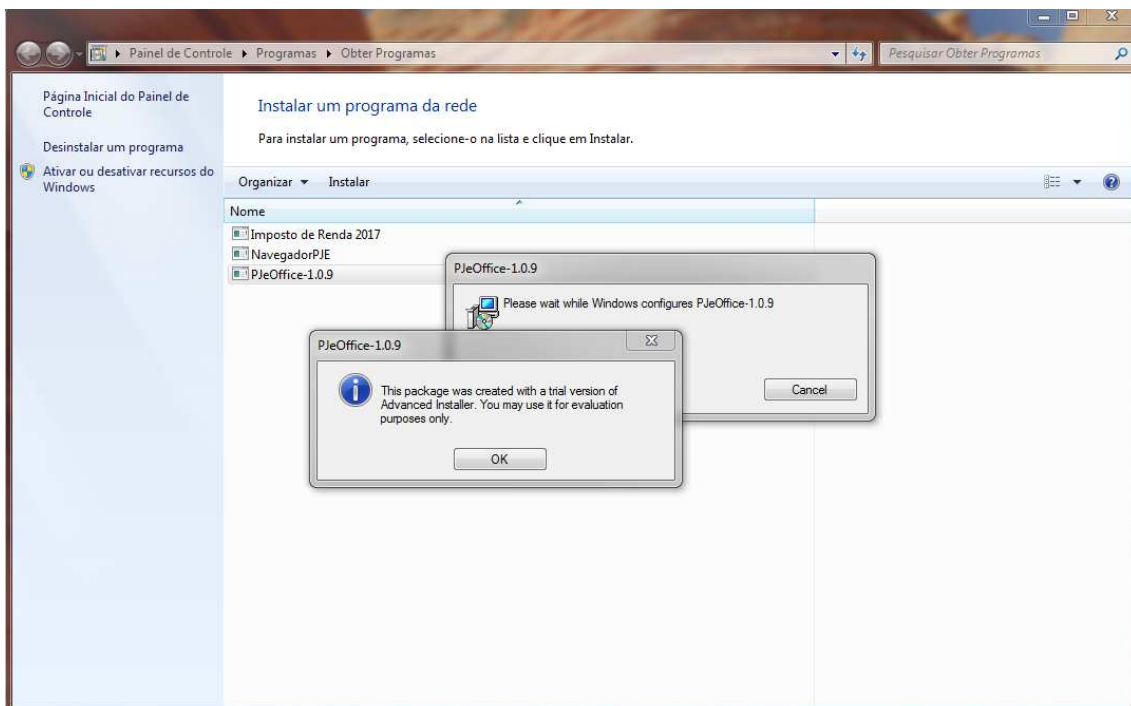 Painel de Controle ▸ Programas ▸ Obter Programas
Pesquisar Obter Programas
Página Inicial do Painel de
Controle
Desinstalar um programa
Ativar ou desativar recursos do
Windows
Instalar um programa da rede
Para instalar um programa, selecione-o na lista e clique em Instalar.
Organizar Instalar
Nome
Imposto de Renda 2017
NavegadorPJE
PJeOffice-1.0.9
PJeOffice-1.0.9
Please wait while Windows configures PJeOffice-1.0.9
Cancel
PJeOffice-1.0.9
This package was created with a trial version of
Advanced Installer. You may use it for evaluation
purposes only.
OK